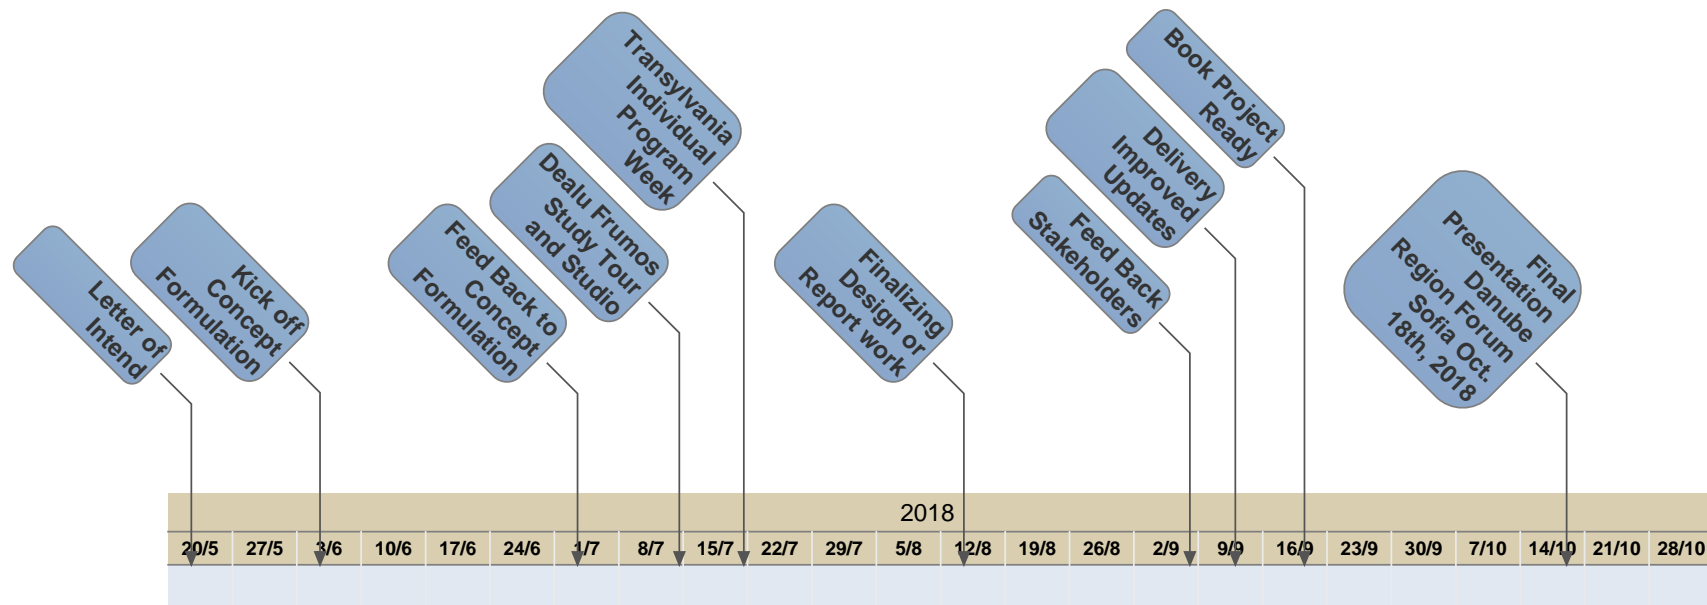 Letter of
Intend
Kick off
Concept
Formulation
Feed Back to
Concept
Formulation
Dealu Frumos
Study Tour
and Studio
Transylvania
Individual
Program
Week
Finalizing
Design or
Report work
Feed Back
Stakeholders
Delivery
Improved
Updates
Book Project
Ready
Final
Presentation
Danube
Region Forum
Sofia Oct.
18th, 2018
2018
20/5 27/5 3/6 10/6 17/6 24/6 1/7 8/7 15/7 22/7 29/7 5/8 12/8 19/8 26/8 2/9 9/9 16/9 23/9 30/9 7/10 14/10 21/10 28/10